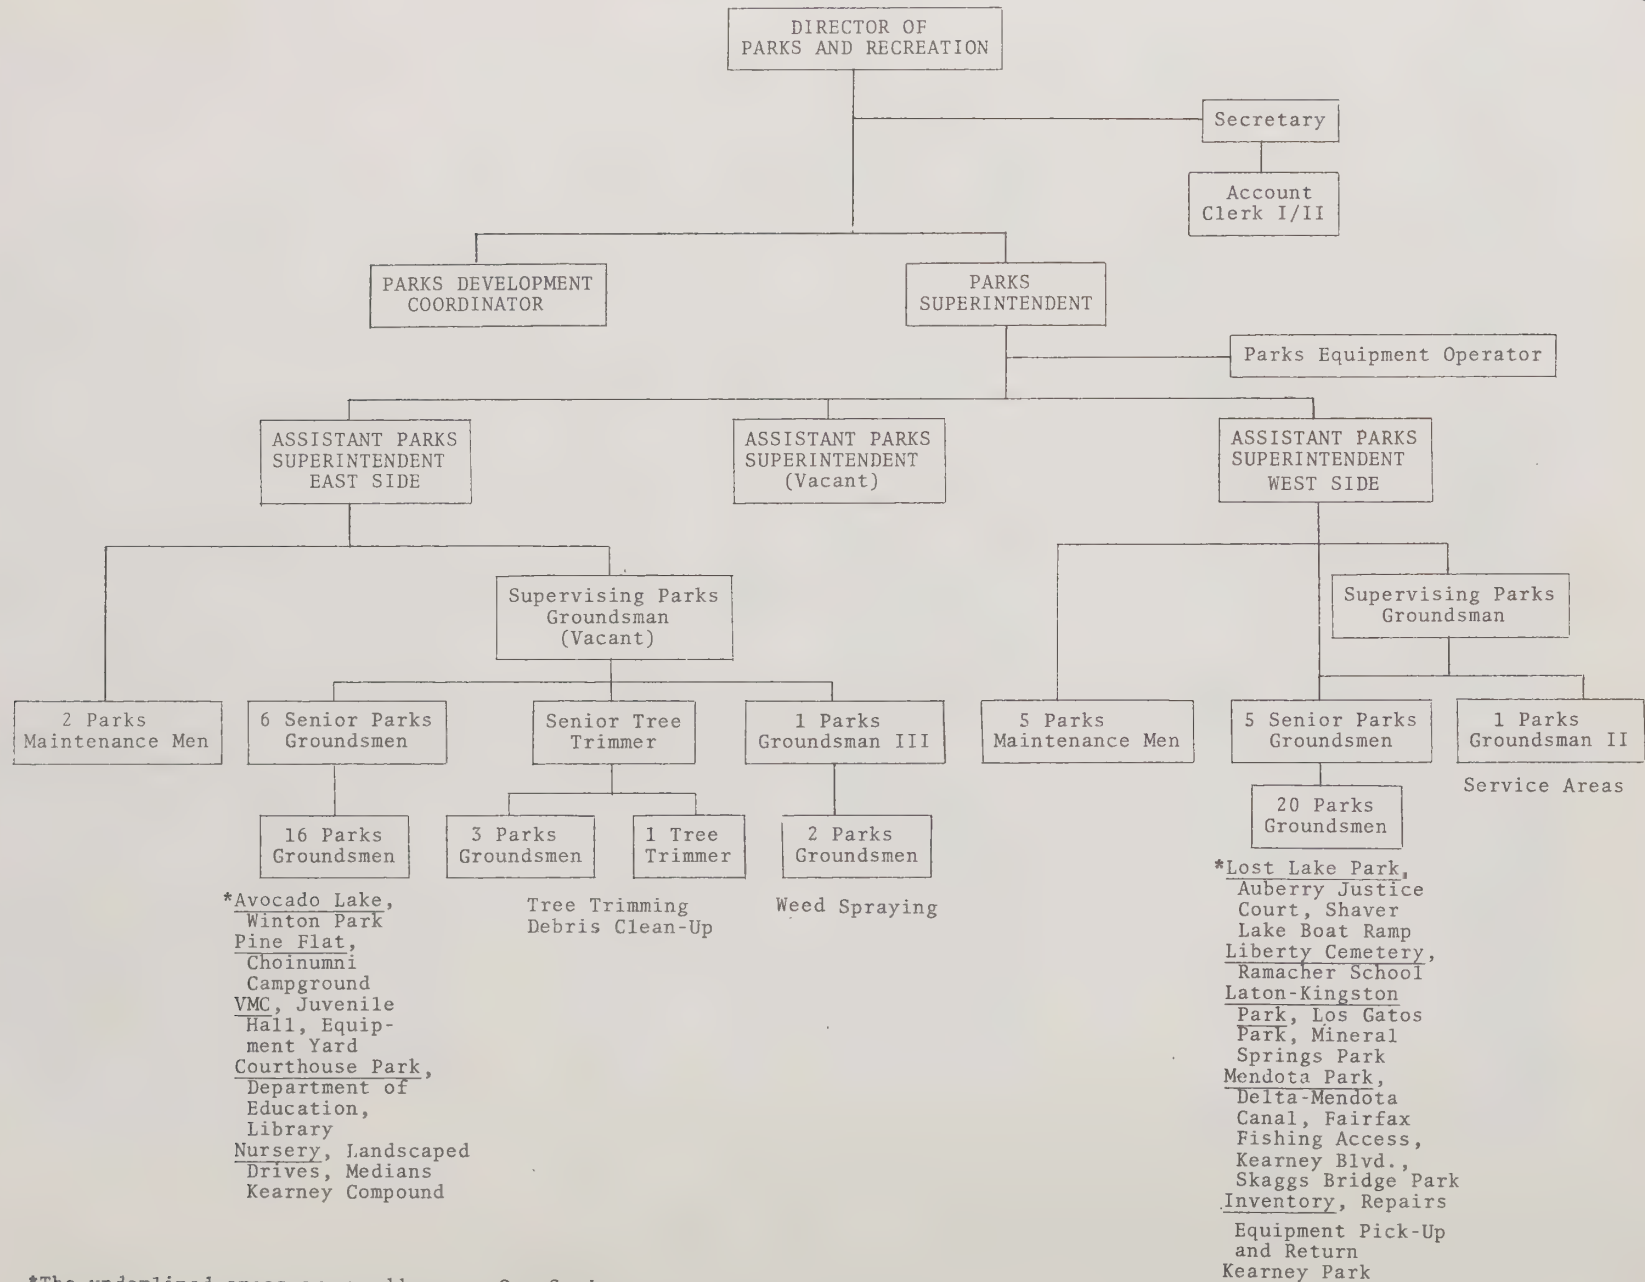 DIRECTOR OF
PARKS AND RECREATION
Secretary
Account
Clerk I/II
PARKS DEVELOPMENT
COORDINATOR
PARKS
SUPERINTENDENT
Parks Equipment Operator
ASSISTANT PARKS
SUPERINTENDENT
EAST SIDE
ASSISTANT PARKS
SUPERINTENDENT
(Vacant)
ASSISTANT PARKS
SUPERINTENDENT
WEST SIDE
Supervising Parks
Groundsman
(Vacant)
Supervising Parks
Groundsman
2 Parks
Maintenance Men
6 Senior Parks
Groundsmen
Senior Tree
Trimmer
1 Parks
Groundsman III
5 Parks
Maintenance Men
5 Senior Parks
Groundsmen
1 Parks
Groundsman II
Service Areas
16 Parks
Groundsmen
3 Parks
Groundsmen
1 Tree
Trimmer
2 Parks
Groundsmen
20 Parks
Groundsmen
*Avocado Lake,
Winton Park
Pine Flat,
Choinumni
Campground
VMC, Juvenile
Hall, Equip-
ment Yard
Courthouse Park,
Department of
Education,
Library
Nursery, Landscaped
Drives, Medians
Kearney Compound
Tree Trimming
Debris Clean-Up
Weed Spraying
*Lost Lake Park,
Auberry Justice
Court, Shaver
Lake Boat Ramp
Liberty Cemetery,
Ramacher School
Laton-Kingston
Park, Los Gatos
Park, Mineral
Springs Park
Mendota Park,
Delta-Mendota
Canal, Fairfax
Fishing Access,
Kearney Blvd.,
Skaggs Bridge Park
Inventory, Repairs
Equipment Pick-Up
and Return
Kearney Park
*The underlined areas